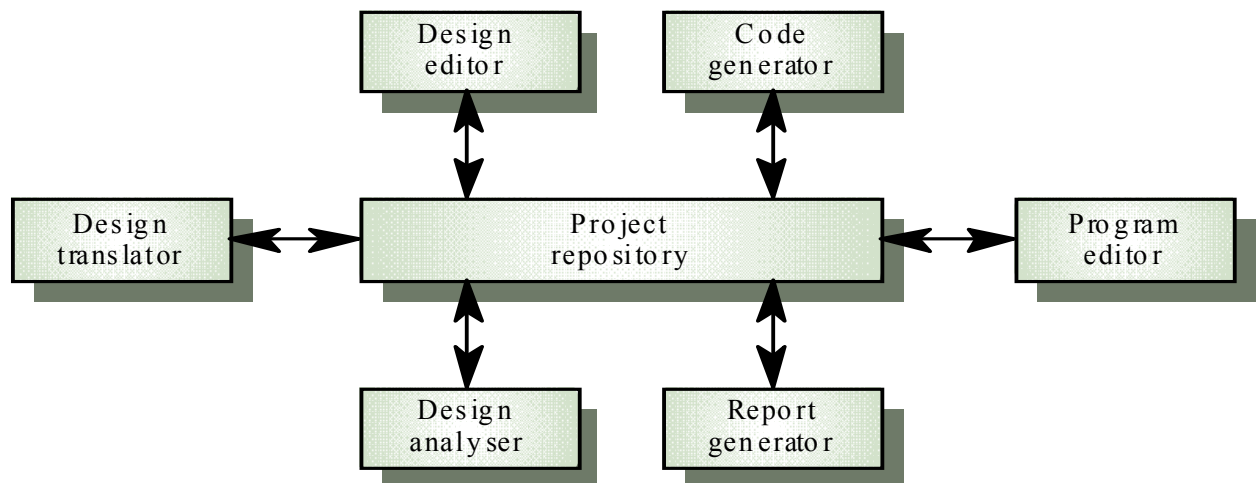 Design
editor
Code
generator
Design
translator
Project
repository
Program
editor
Design
analyser
Report
generator